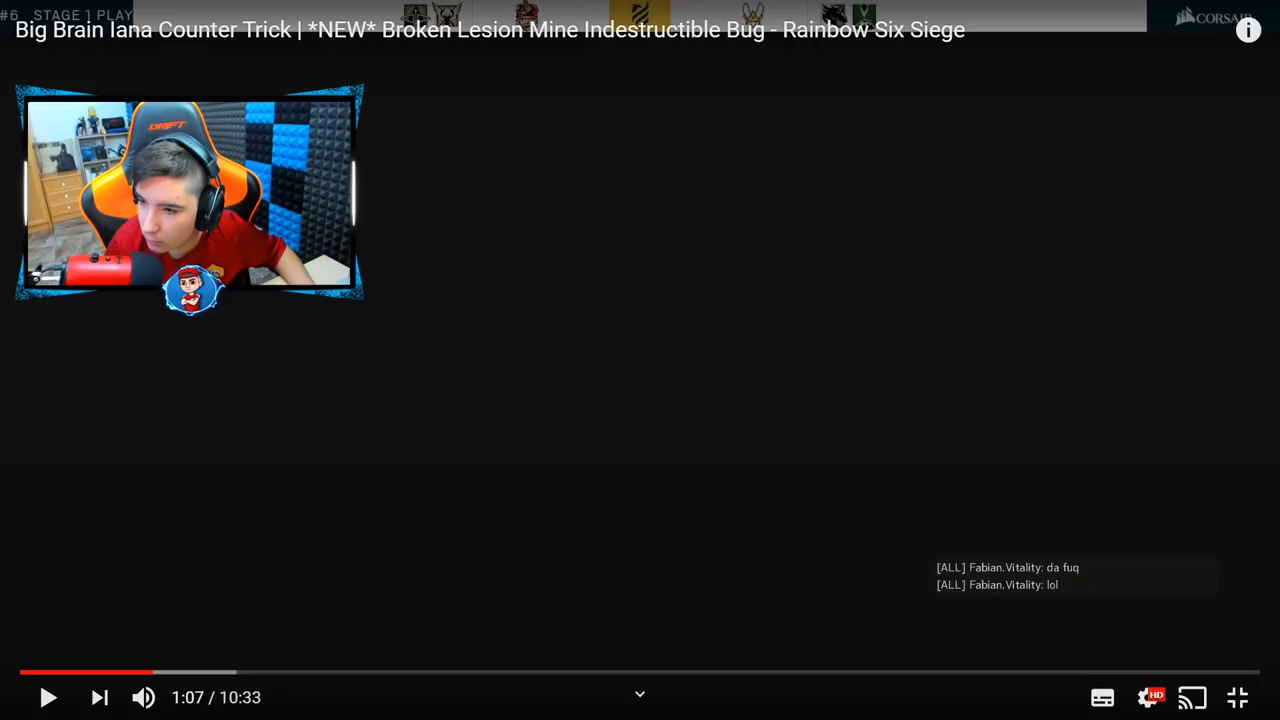 #6 STAGE 1 PLAY
CORSAIR
Big Brain Iana Counter Trick | *NEW* Broken Lesion Mine Indestructible Bug - Rainbow Six Siege
DRIFT
[ALL] Fabian.Vitality: da fuq
[ALL] Fabian.Vitality: lol
1:07 / 10:33
HD